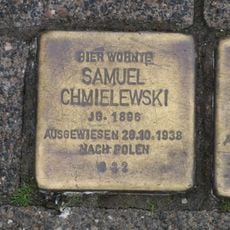 HIER WOHNTE
SAMUEL
CHMIELEWSKI
JG. 1896
AUSGEWIESEN 28.10.1938
NACH POLEN
???